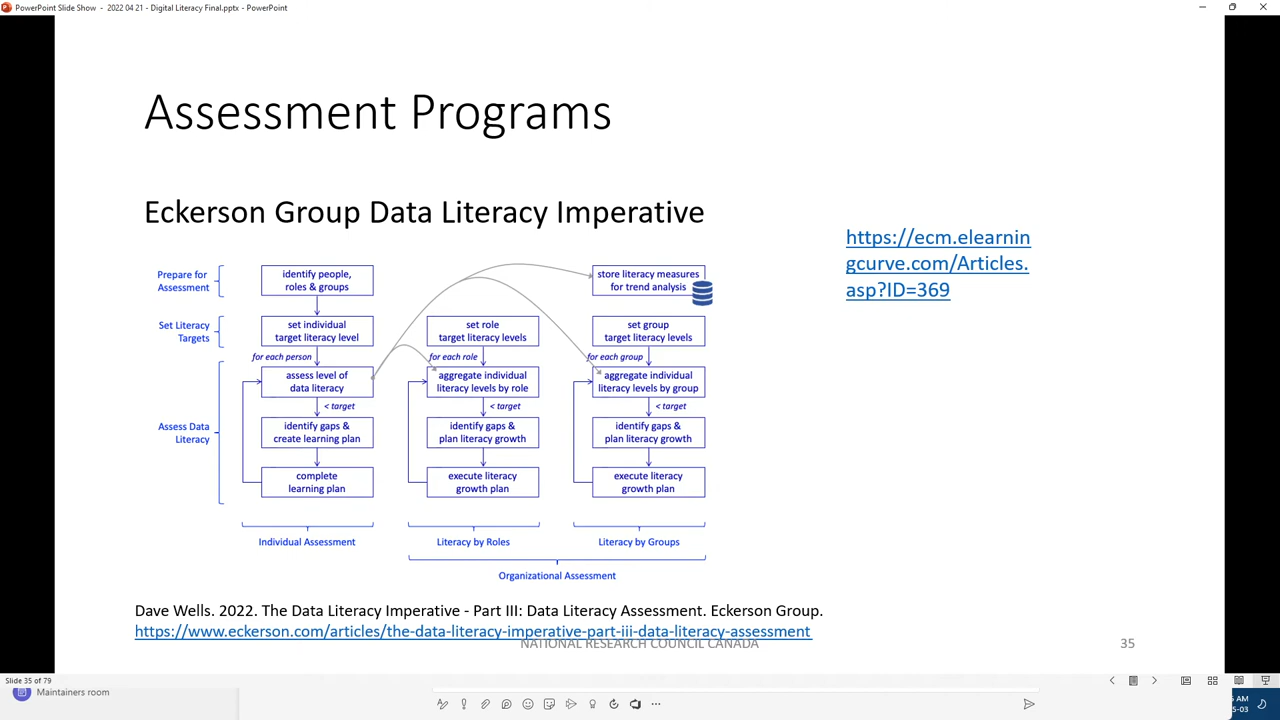 PowerPoint Slide Show - 2022 04 21 - Digital Literacy Final.pptx - PowerPoint
Assessment Programs
Eckerson Group Data Literacy Imperative
https://ecm.elearnin
gcurve.com/Articles.
asp?ID=369
Prepare for
Assessment
identify people,
roles & groups
store literacy measures
for trend analysis
Set Literacy
Targets
set individual
target literacy level
set role
target literacy levels
set group
target literacy levels
for each person
for each role
for each group
Assess Data
Literacy
assess level of
data literacy
aggregate individual
literacy levels by role
aggregate individual
literacy levels by group
< target
< target
< target
identify gaps &
create learning plan
identify gaps &
plan literacy growth
identify gaps &
plan literacy growth
complete
learning plan
execute literacy
growth plan
execute literacy
growth plan
Individual Assessment
Literacy by Roles
Literacy by Groups
Organizational Assessment
Dave Wells. 2022. The Data Literacy Imperative - Part III: Data Literacy Assessment. Eckerson Group.
https://www.eckerson.com/articles/the-data-literacy-imperative-part-iii-data-literacy-assessment
NATIONAL RESEARCH COUNCIL CANADA
35
Slide 35 of 79
Maintainers room
AM
5-03